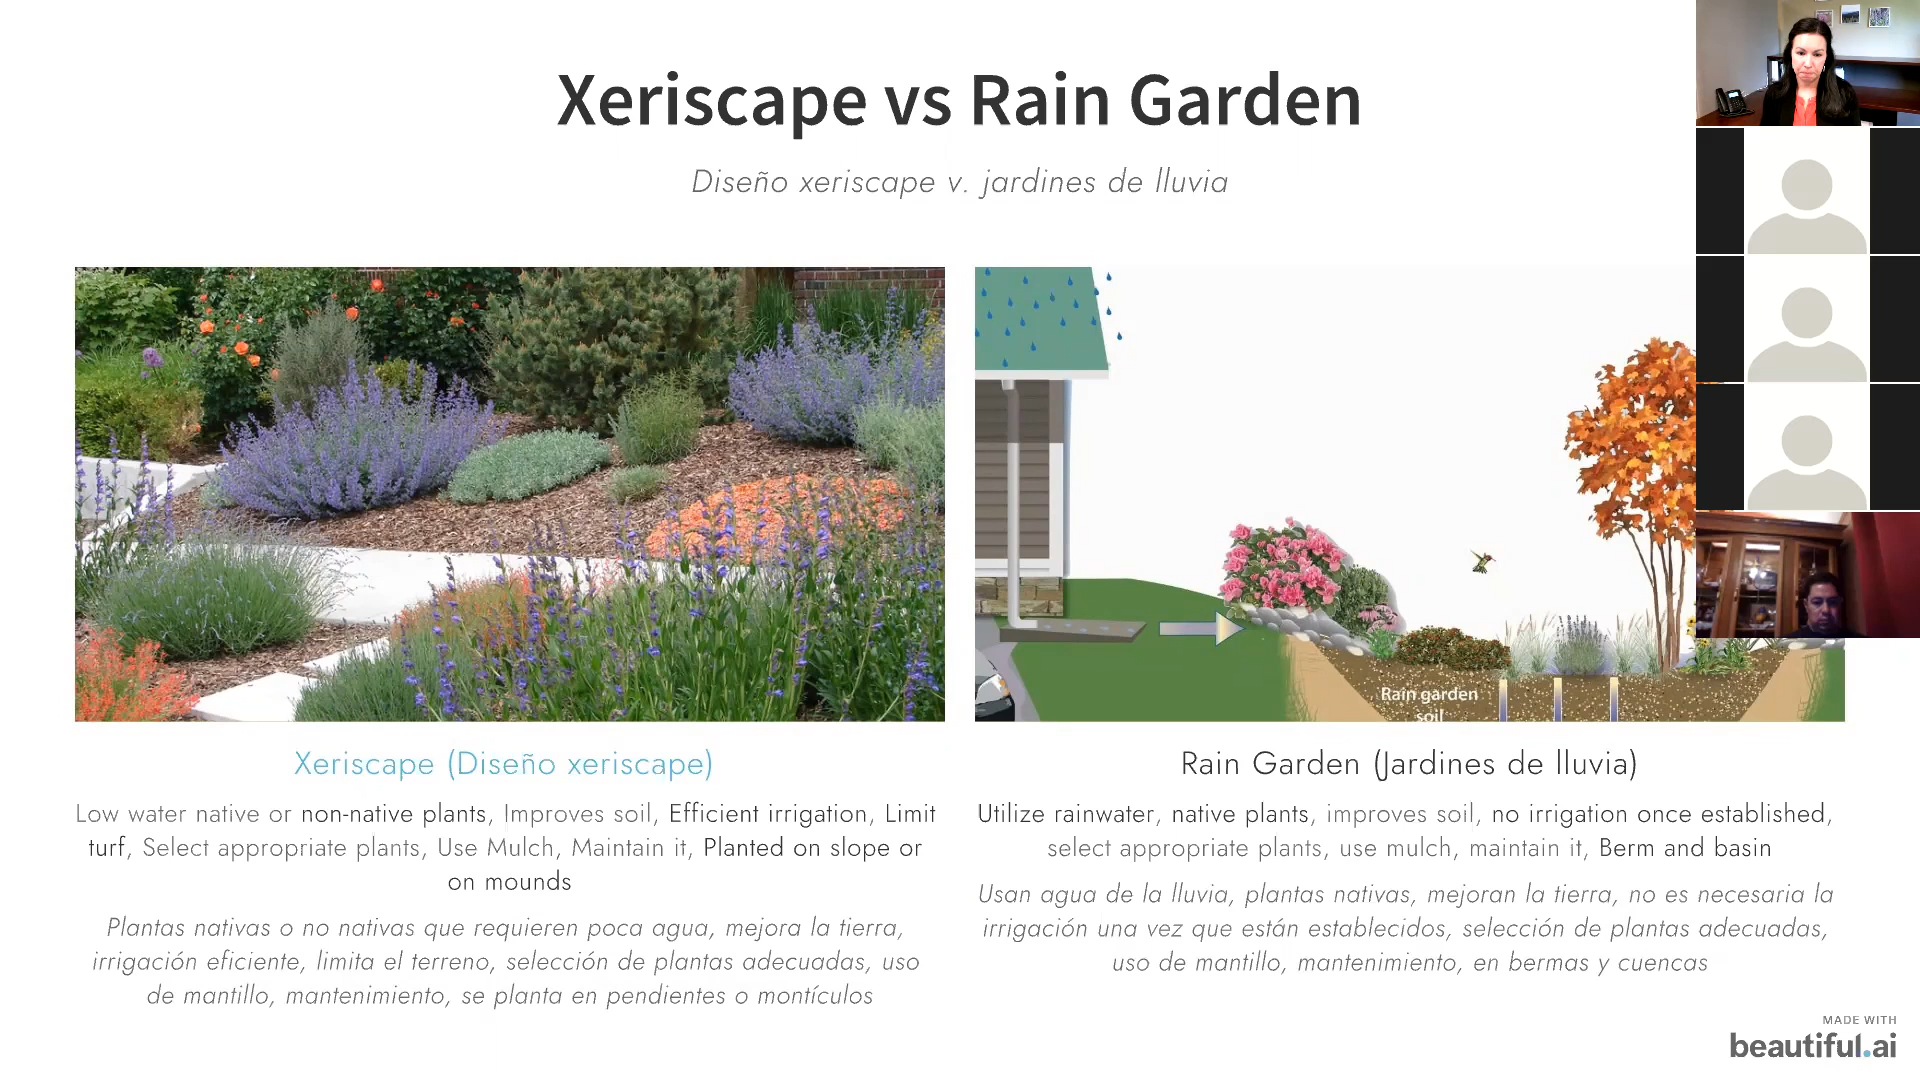 Xeriscape vs Rain Garden
Diseño xeriscape v. jardines de lluvia
Rain garden
soil
Xeriscape (Diseño xeriscape)
Low water native or non-native plants, Improves soil, Efficient irrigation, Limit
turf, Select appropriate plants, Use Mulch, Maintain it, Planted on slope or
on mounds
Plantas nativas o no nativas que requieren poca agua, mejora la tierra,
irrigación eficiente, limita el terreno, selección de plantas adecuadas, uso
de mantillo, mantenimiento, se planta en pendientes o montículos
Rain Garden (Jardines de lluvia)
Utilize rainwater, native plants, improves soil, no irrigation once established,
select appropriate plants, use mulch, maintain it, Berm and basin
Usan agua de la lluvia, plantas nativas, mejoran la tierra, no es necesaria la
irrigación una vez que están establecidos, selección de plantas adecuadas,
uso de mantillo, mantenimiento, en bermas y cuencas
MADE WITH
beautiful.ai